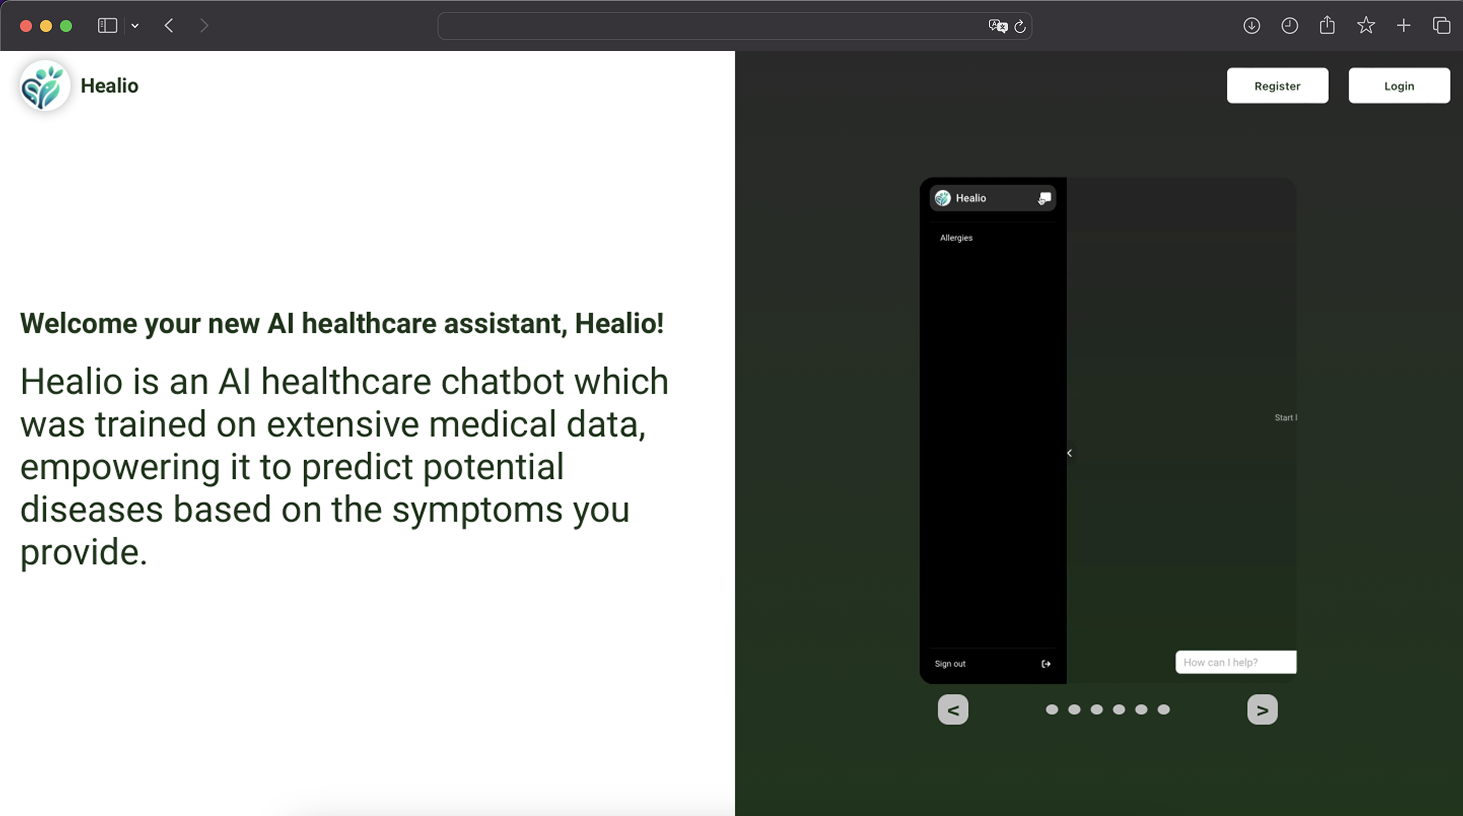 Healio
Register
Login
Healio
Allergies
Welcome your new AI healthcare assistant, Healio!
Healio is an AI healthcare chatbot which
was trained on extensive medical data,
empowering it to predict potential
diseases based on the symptoms you
provide.
Start
How can I help?
Sign out
<
>